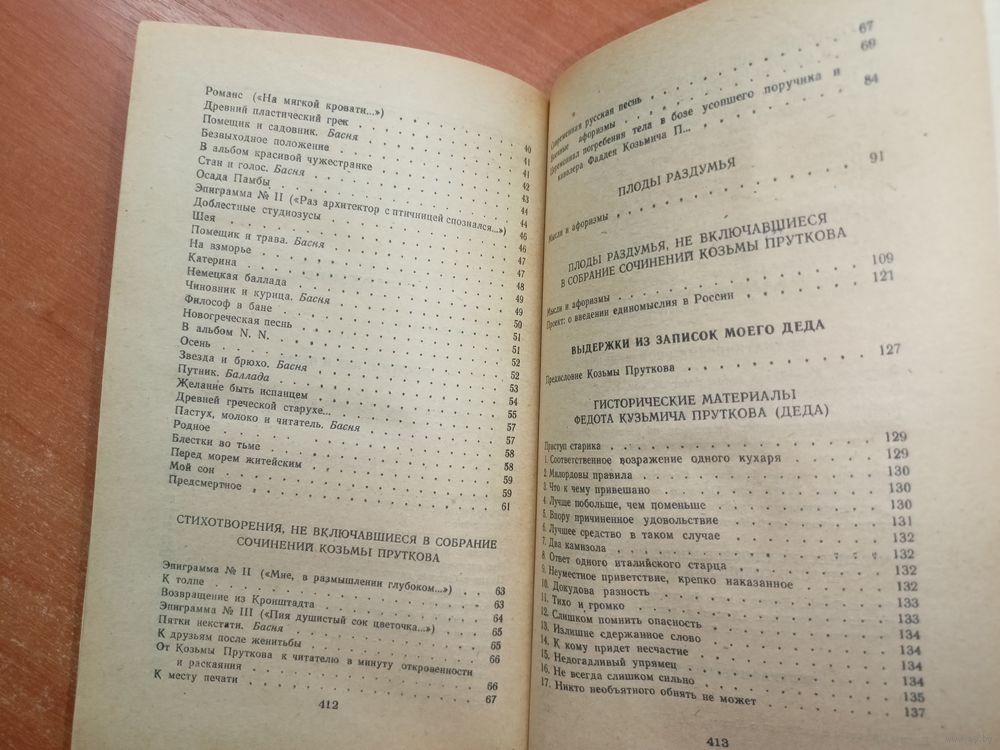 Романс («На мягкой кровати...») 40
Древний пластический грек 41
Помещик и садовник. Басня 41
Безвыходное положение 42
В альбом красивой чужестранке 43
Стан и голос. Басня 44
Осада Памбы 44
Эпиграмма № II («Раз архитектор с птичницей спознался...») 46
Доблестные студиозусы 46
Шея 47
Помещик и трава. Басня 47
На взморье 48
Катерина 49
Немецкая баллада 49
Чиновник и курица. Басня 50
Философ в бане 51
Новогреческая песнь 51
В альбом N. N. 52
Осень 52
Звезда и брюхо. Басня 53
Путник. Баллада 54
Желание быть испанцем 55
Древней греческой старухе... 57
Пастух, молоко и читатель. Басня 57
Родное 58
Блестки во тьме 58
Перед морем житейским 59
Мой сон 59
Предсмертное 61
СТИХОТВОРЕНИЯ, НЕ ВКЛЮЧАВШИЕСЯ В СОБРАНИЕ
СОЧИНЕНИЙ КОЗЬМЫ ПРУТКОВА
Эпиграмма № II («Мне, в размышлении глубоком...») 63
К толпе 63
Возвращение из Кронштадта 64
Эпиграмма № III («Пия душистый сок цветочка...») 65
Пятки некстати. Басня 65
К друзьям после женитьбы 66
От Козьмы Пруткова к читателю в минуту откровенности
и раскаяния 66
К месту печати 67
412
Современная русская песнь 67
Военные афоризмы 69
Церемониал погребения тела в бозе усопшего поручика и
кавалера Фаддея Козьмича П... 84
ПЛОДЫ РАЗДУМЬЯ
Мысли и афоризмы 91
ПЛОДЫ РАЗДУМЬЯ, НЕ ВКЛЮЧАВШИЕСЯ
В СОБРАНИЕ СОЧИНЕНИЙ КОЗЬМЫ ПРУТКОВА
Мысли и афоризмы 109
Проект: о введении единомыслия в России 121
ВЫДЕРЖКИ ИЗ ЗАПИСОК МОЕГО ДЕДА
Предисловие Козьмы Пруткова 127
ГИСТОРИЧЕСКИЕ МАТЕРИАЛЫ
ФЕДОТА КУЗЬМИЧА ПРУТКОВА (ДЕДА)
Приступ старика 129
1. Соответственное возражение одного кухаря 129
2. Милордовы правила 130
3. Что к чему привешано 130
4. Лучше побольше, чем поменьше 130
5. Впору причиненное удовольствие 131
6. Лучшее средство в таком случае 132
7. Два камизола 132
8. Ответ одного италийского старца 132
9. Неуместное приветствие, крепко наказанное 132
10. Докудова разность 133
11. Тихо и громко 133
12. Слишком помнить опасность 134
13. Излишне сдержанное слово 134
14. К кому придет несчастие 134
15. Недогадливый упрямец 134
16. Не всегда слишком сильно 135
17. Никто необъятного обнять не может 137
413